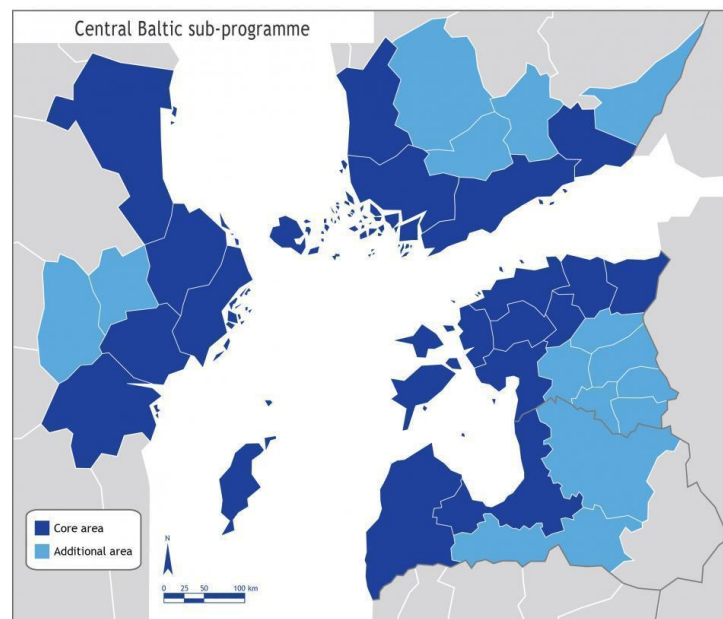 Central Baltic sub-programme
Core area
Additional area
N
0 25 50 100 km